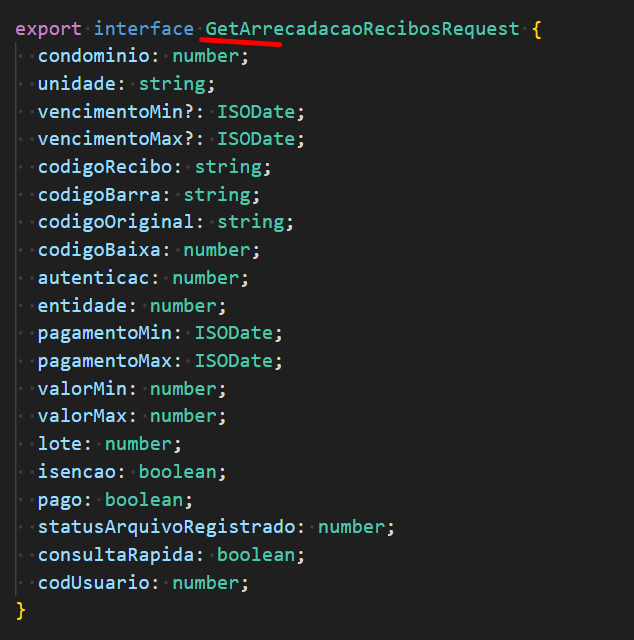 export interface GetArrecadacaoRecibosRequest {
condominio: number;
unidade: string;
vencimentoMin?: ISODate;
vencimentoMax?: ISODate;
codigoRecibo: string;
codigoBarra: string;
codigoOriginal: string;
codigoBaixa: number;
autenticac: number;
entidade: number;
pagamentoMin: ISODate;
pagamentoMax: ISODate;
valorMin: number;
valorMax: number;
lote: number;
isencao: boolean;
pago: boolean;
statusArquivoRegistrado: number;
consultaRapida: boolean;
codUsuario: number;
}